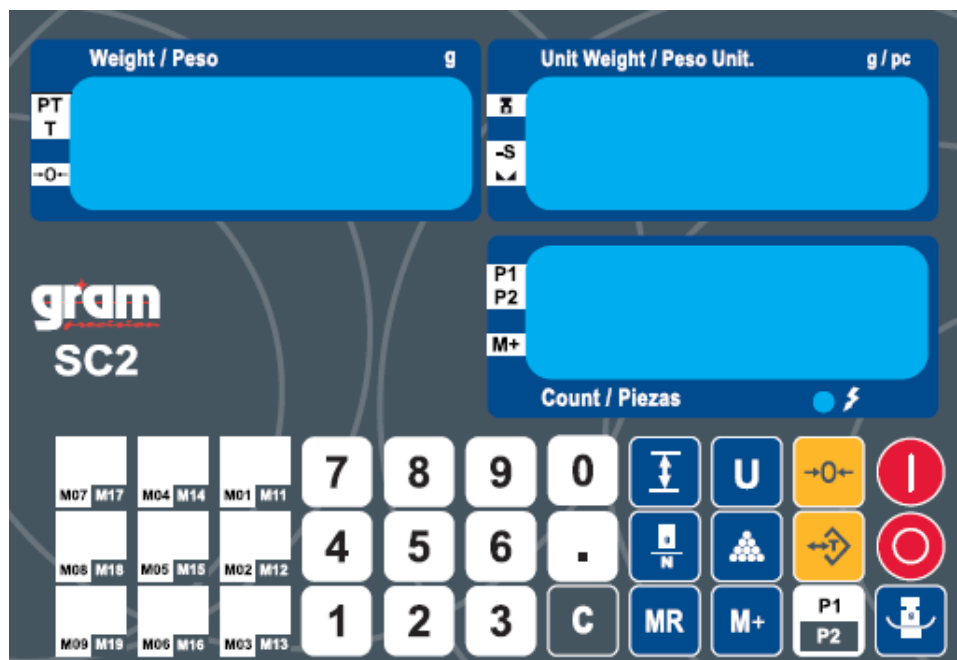 Weight / Peso g
PT
T
→0←
Unit Weight / Peso Unit. g / pc
-S
P1
P2
M+
Count / Piezas
gram
precision
SC2
M07 M17 M04 M14 M01 M11 7 8 9 0 U →0←
M08 M18 M05 M15 M02 M12 4 5 6 . N T
M09 M19 M06 M16 M03 M13 1 2 3 C MR M+ P1
P2